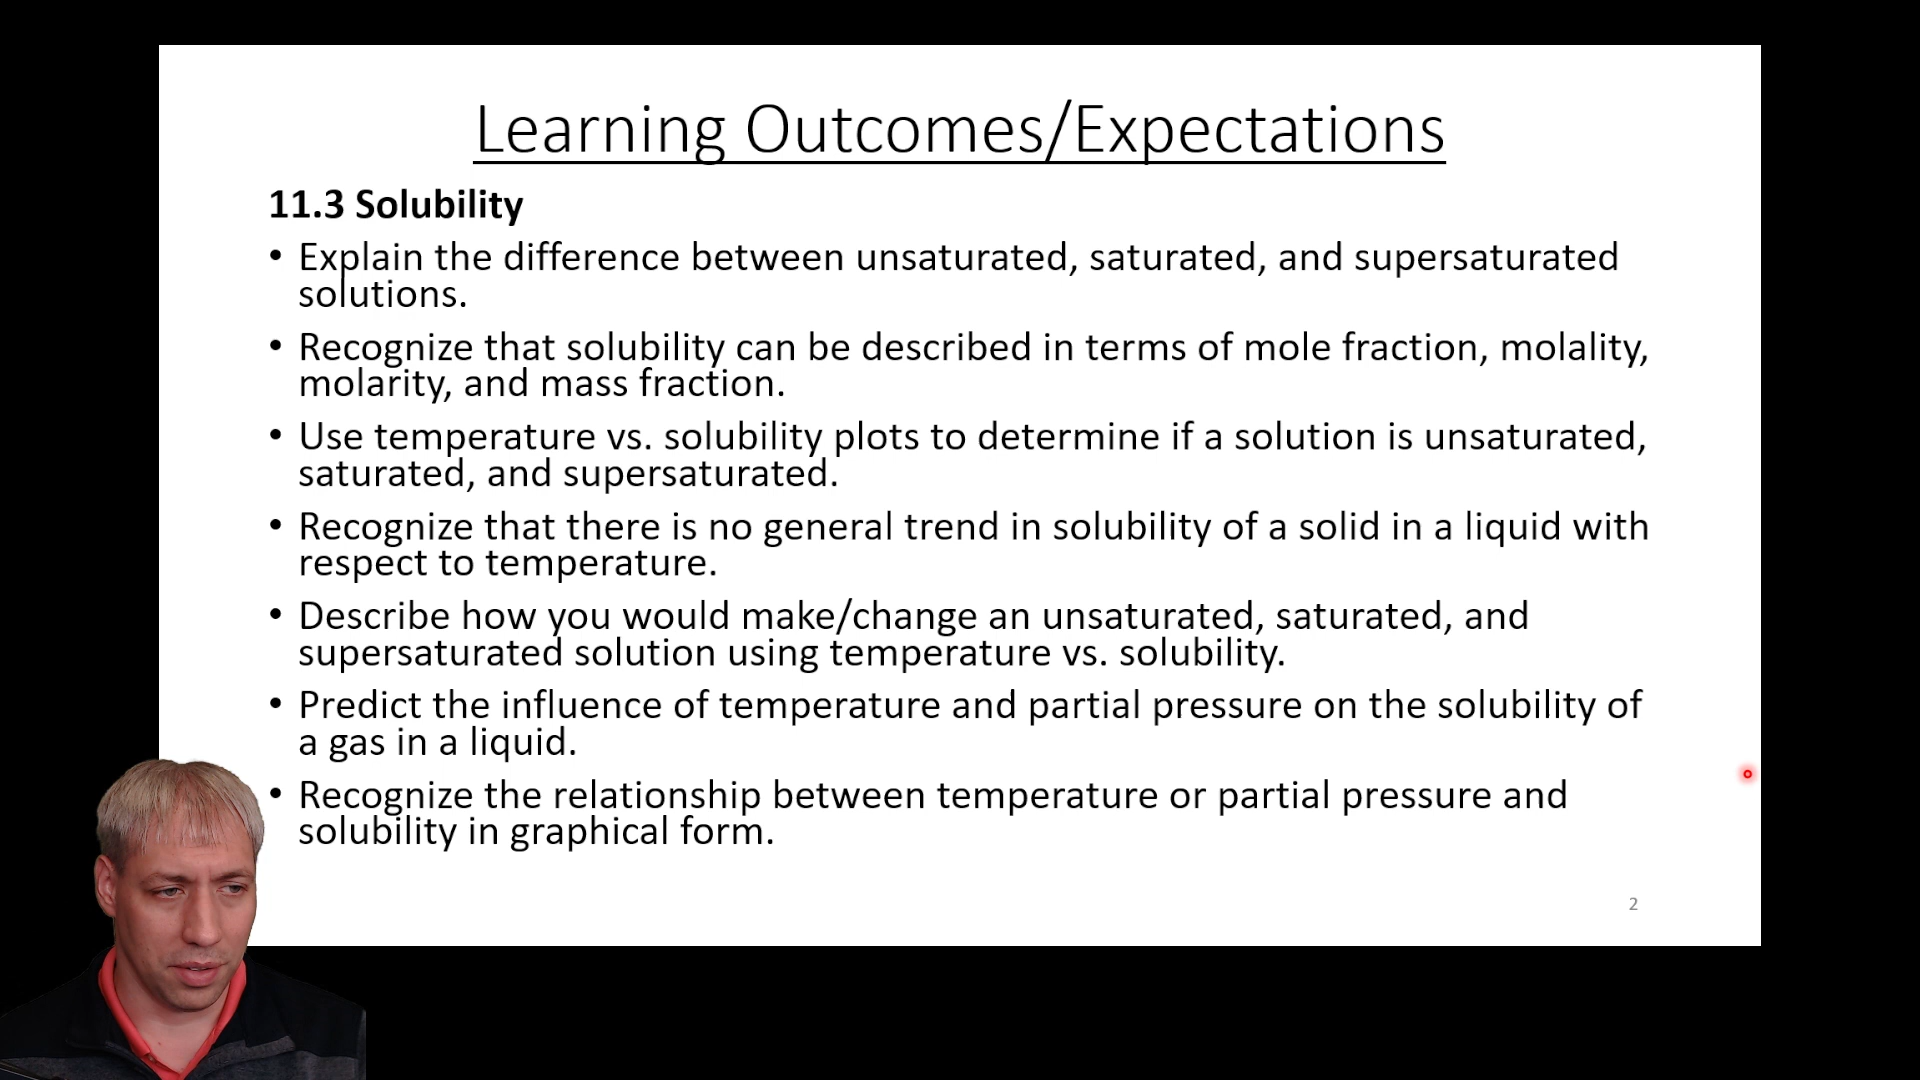 Learning Outcomes/Expectations
11.3 Solubility
• Explain the difference between unsaturated, saturated, and supersaturated
solutions.
• Recognize that solubility can be described in terms of mole fraction, molality,
molarity, and mass fraction.
• Use temperature vs. solubility plots to determine if a solution is unsaturated,
saturated, and supersaturated.
• Recognize that there is no general trend in solubility of a solid in a liquid with
respect to temperature.
• Describe how you would make/change an unsaturated, saturated, and
supersaturated solution using temperature vs. solubility.
• Predict the influence of temperature and partial pressure on the solubility of
a gas in a liquid.
• Recognize the relationship between temperature or partial pressure and
solubility in graphical form.
2